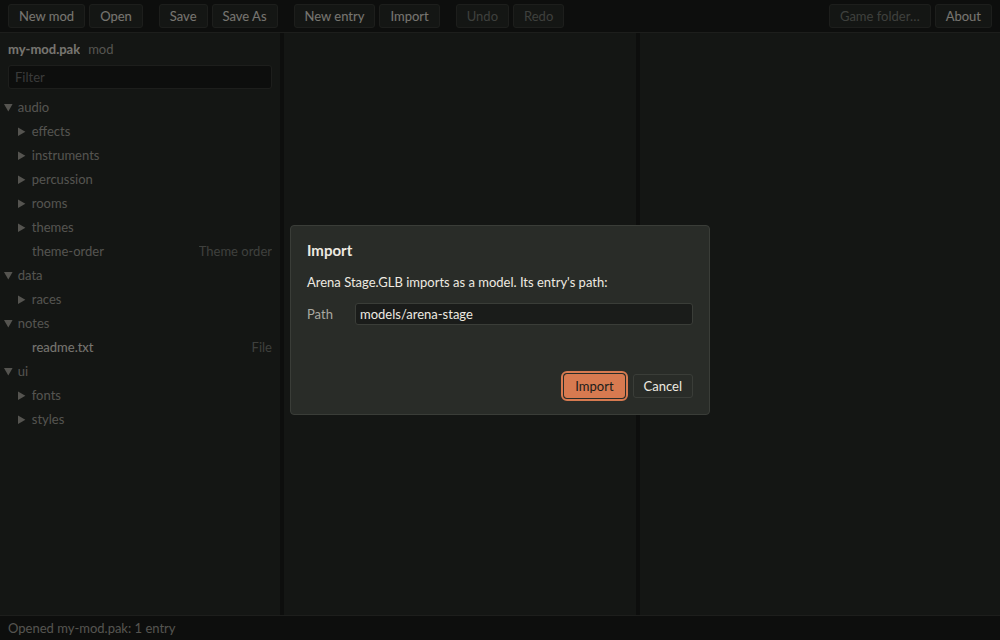 New mod Open Save Save As New entry Import Undo Redo Game folder... About
my-mod.pak mod
Filter
audio
effects
instruments
percussion
rooms
themes
theme-order Theme order
data
races
notes
readme.txt File
ui
fonts
styles
Import
Arena Stage.GLB imports as a model. Its entry's path:
Path models/arena-stage
Import Cancel
Opened my-mod.pak: 1 entry